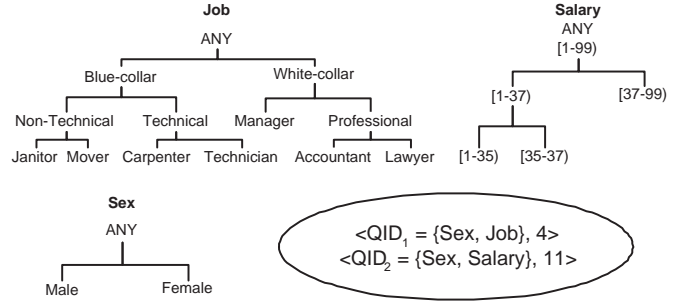 Job
ANY
Blue-collar
White-collar
Non-Technical
Technical
Manager
Professional
Janitor
Mover
Carpenter
Technician
Accountant
Lawyer
Salary
ANY
[1-99)
[1-37)
[37-99)
[1-35)
[35-37)
Sex
ANY
Male
Female
<QID1 = {Sex, Job}, 4>
<QID2 = {Sex, Salary}, 11>